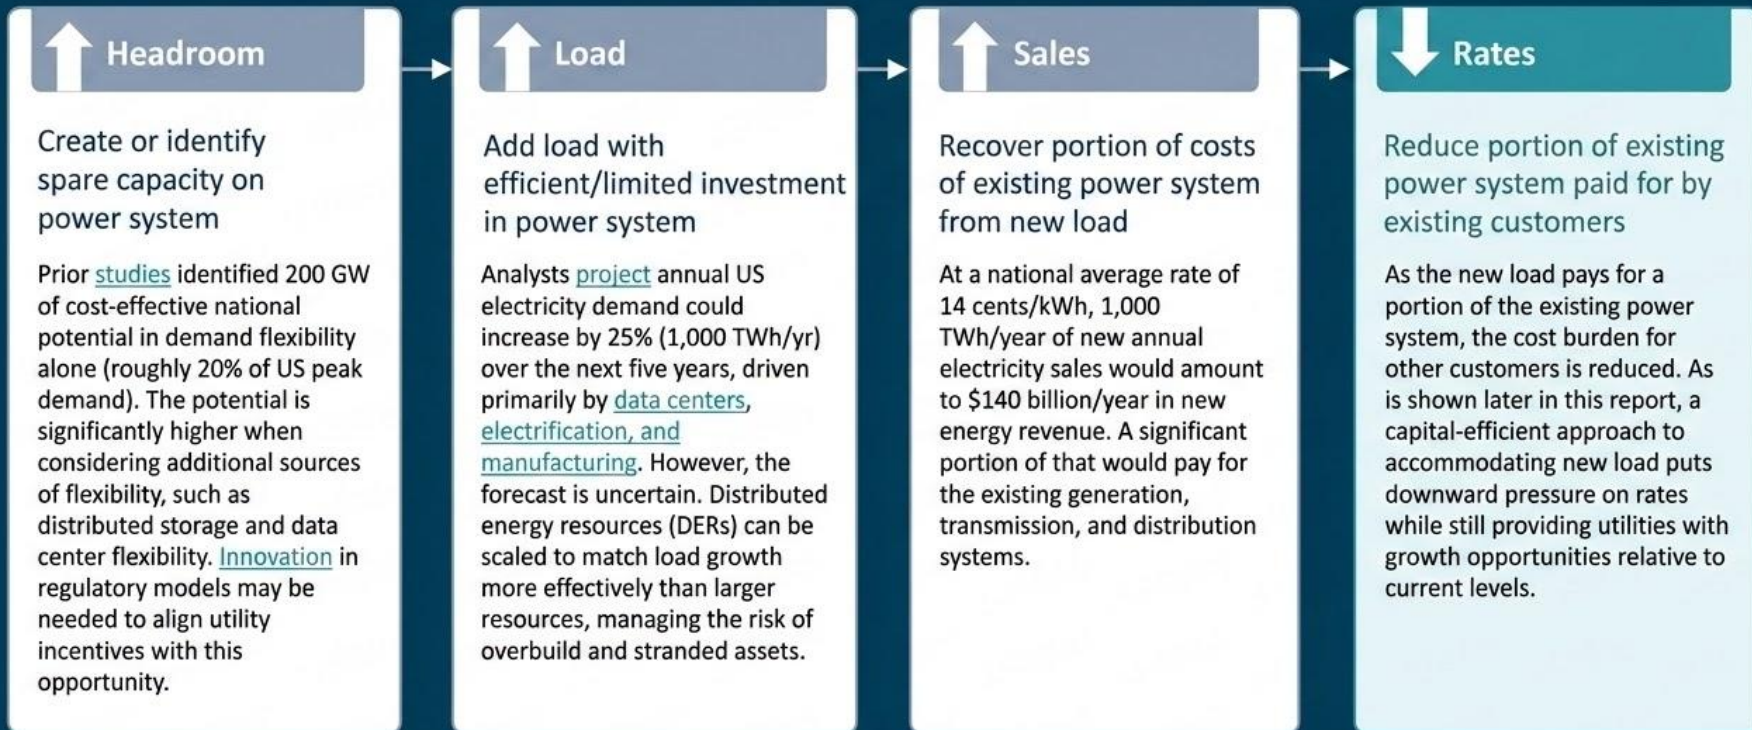 Headroom
Create or identify
spare capacity on
power system
Prior studies identified 200 GW
of cost-effective national
potential in demand flexibility
alone (roughly 20% of US peak
demand). The potential is
significantly higher when
considering additional sources
of flexibility, such as
distributed storage and data
center flexibility. Innovation in
regulatory models may be
needed to align utility
incentives with this
opportunity.
Load
Add load with
efficient/limited investment
in power system
Analysts project annual US
electricity demand could
increase by 25% (1,000 TWh/yr)
over the next five years, driven
primarily by data centers,
electrification, and
manufacturing. However, the
forecast is uncertain. Distributed
energy resources (DERs) can be
scaled to match load growth
more effectively than larger
resources, managing the risk of
overbuild and stranded assets.
Sales
Recover portion of costs
of existing power system
from new load
At a national average rate of
14 cents/kWh, 1,000
TWh/year of new annual
electricity sales would amount
to $140 billion/year in new
energy revenue. A significant
portion of that would pay for
the existing generation,
transmission, and distribution
systems.
Rates
Reduce portion of existing
power system paid for by
existing customers
As the new load pays for a
portion of the existing power
system, the cost burden for
other customers is reduced. As
is shown later in this report, a
capital-efficient approach to
accommodating new load puts
downward pressure on rates
while still providing utilities with
growth opportunities relative to
current levels.